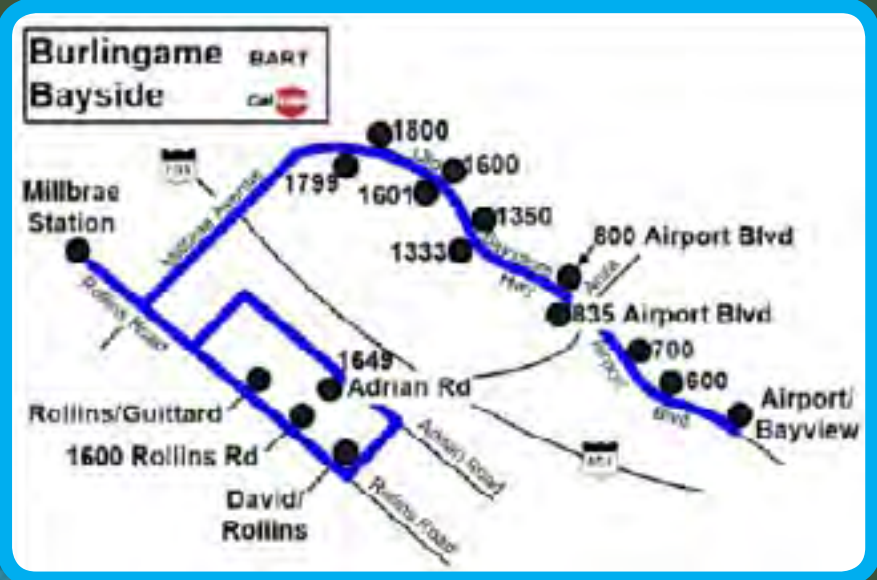 Burlingame BART
Bayside Cal
Millbrae
Station
Millbrae Avenue
1800
1799
1600
1601
1350
1333
Bayshore
Hwy
800 Airport Blvd
Anza
835 Airport Blvd
Airport
Blvd
700
600
Airport/
Bayview
Rollins Road
1649
Adrian Rd
Rollins/Guittard
1600 Rollins Rd
David/
Rollins
Adrian Road
Rollins Road